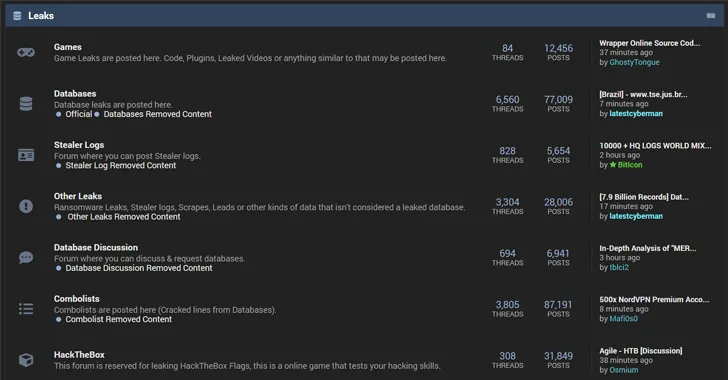 Leaks
Games
Game Leaks are posted here. Code, Plugins, Leaked Videos or anything similar to that may be posted here.
84
THREADS
12,456
POSTS
Wrapper Online Source Cod...
37 minutes ago
by GhostyTongue
Databases
Database leaks are posted here.
Official Databases Removed Content
6,560
THREADS
77,009
POSTS
[Brazil] - www.tse.jus.br...
7 minutes ago
by latestcyberman
Stealer Logs
Forum where you can post Stealer logs.
Stealer Log Removed Content
828
THREADS
5,654
POSTS
10000 + HQ LOGS WORLD MIX...
2 hours ago
by BitIcon
Other Leaks
Ransomware Leaks, Stealer logs, Scrapes, Leads or other kinds of data that isn't considered a leaked database.
Other Leaks Removed Content
3,304
THREADS
28,006
POSTS
[7.9 Billion Records] Dat...
17 minutes ago
by latestcyberman
Database Discussion
Forum where you can discuss & request databases.
Database Discussion Removed Content
694
THREADS
6,941
POSTS
In-Depth Analysis of "MER...
3 hours ago
by tblci2
Combolists
Combolists are posted here (Cracked lines from Databases).
Combolist Removed Content
3,805
THREADS
87,191
POSTS
500x NordVPN Premium Acco...
8 minutes ago
by Mafi0s0
HackTheBox
This forum is reserved for leaking HackTheBox Flags, this is a online game that tests your hacking skills.
308
THREADS
31,849
POSTS
Agile - HTB [Discussion]
38 minutes ago
by Osmium